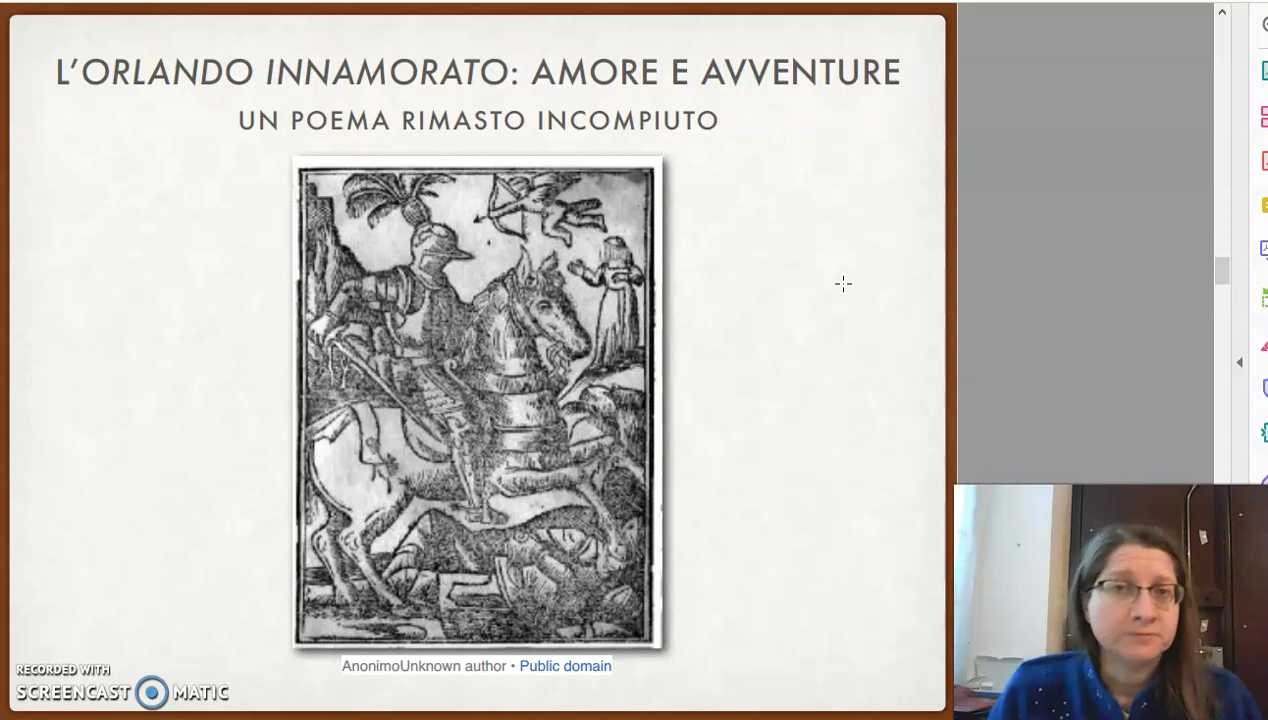 L'ORLANDO INNAMORATO: AMORE E AVVENTURE
UN POEMA RIMASTO INCOMPIUTO
AnonimoUnknown author • Public domain
RECORDED WITH
SCREENCAST MATIC